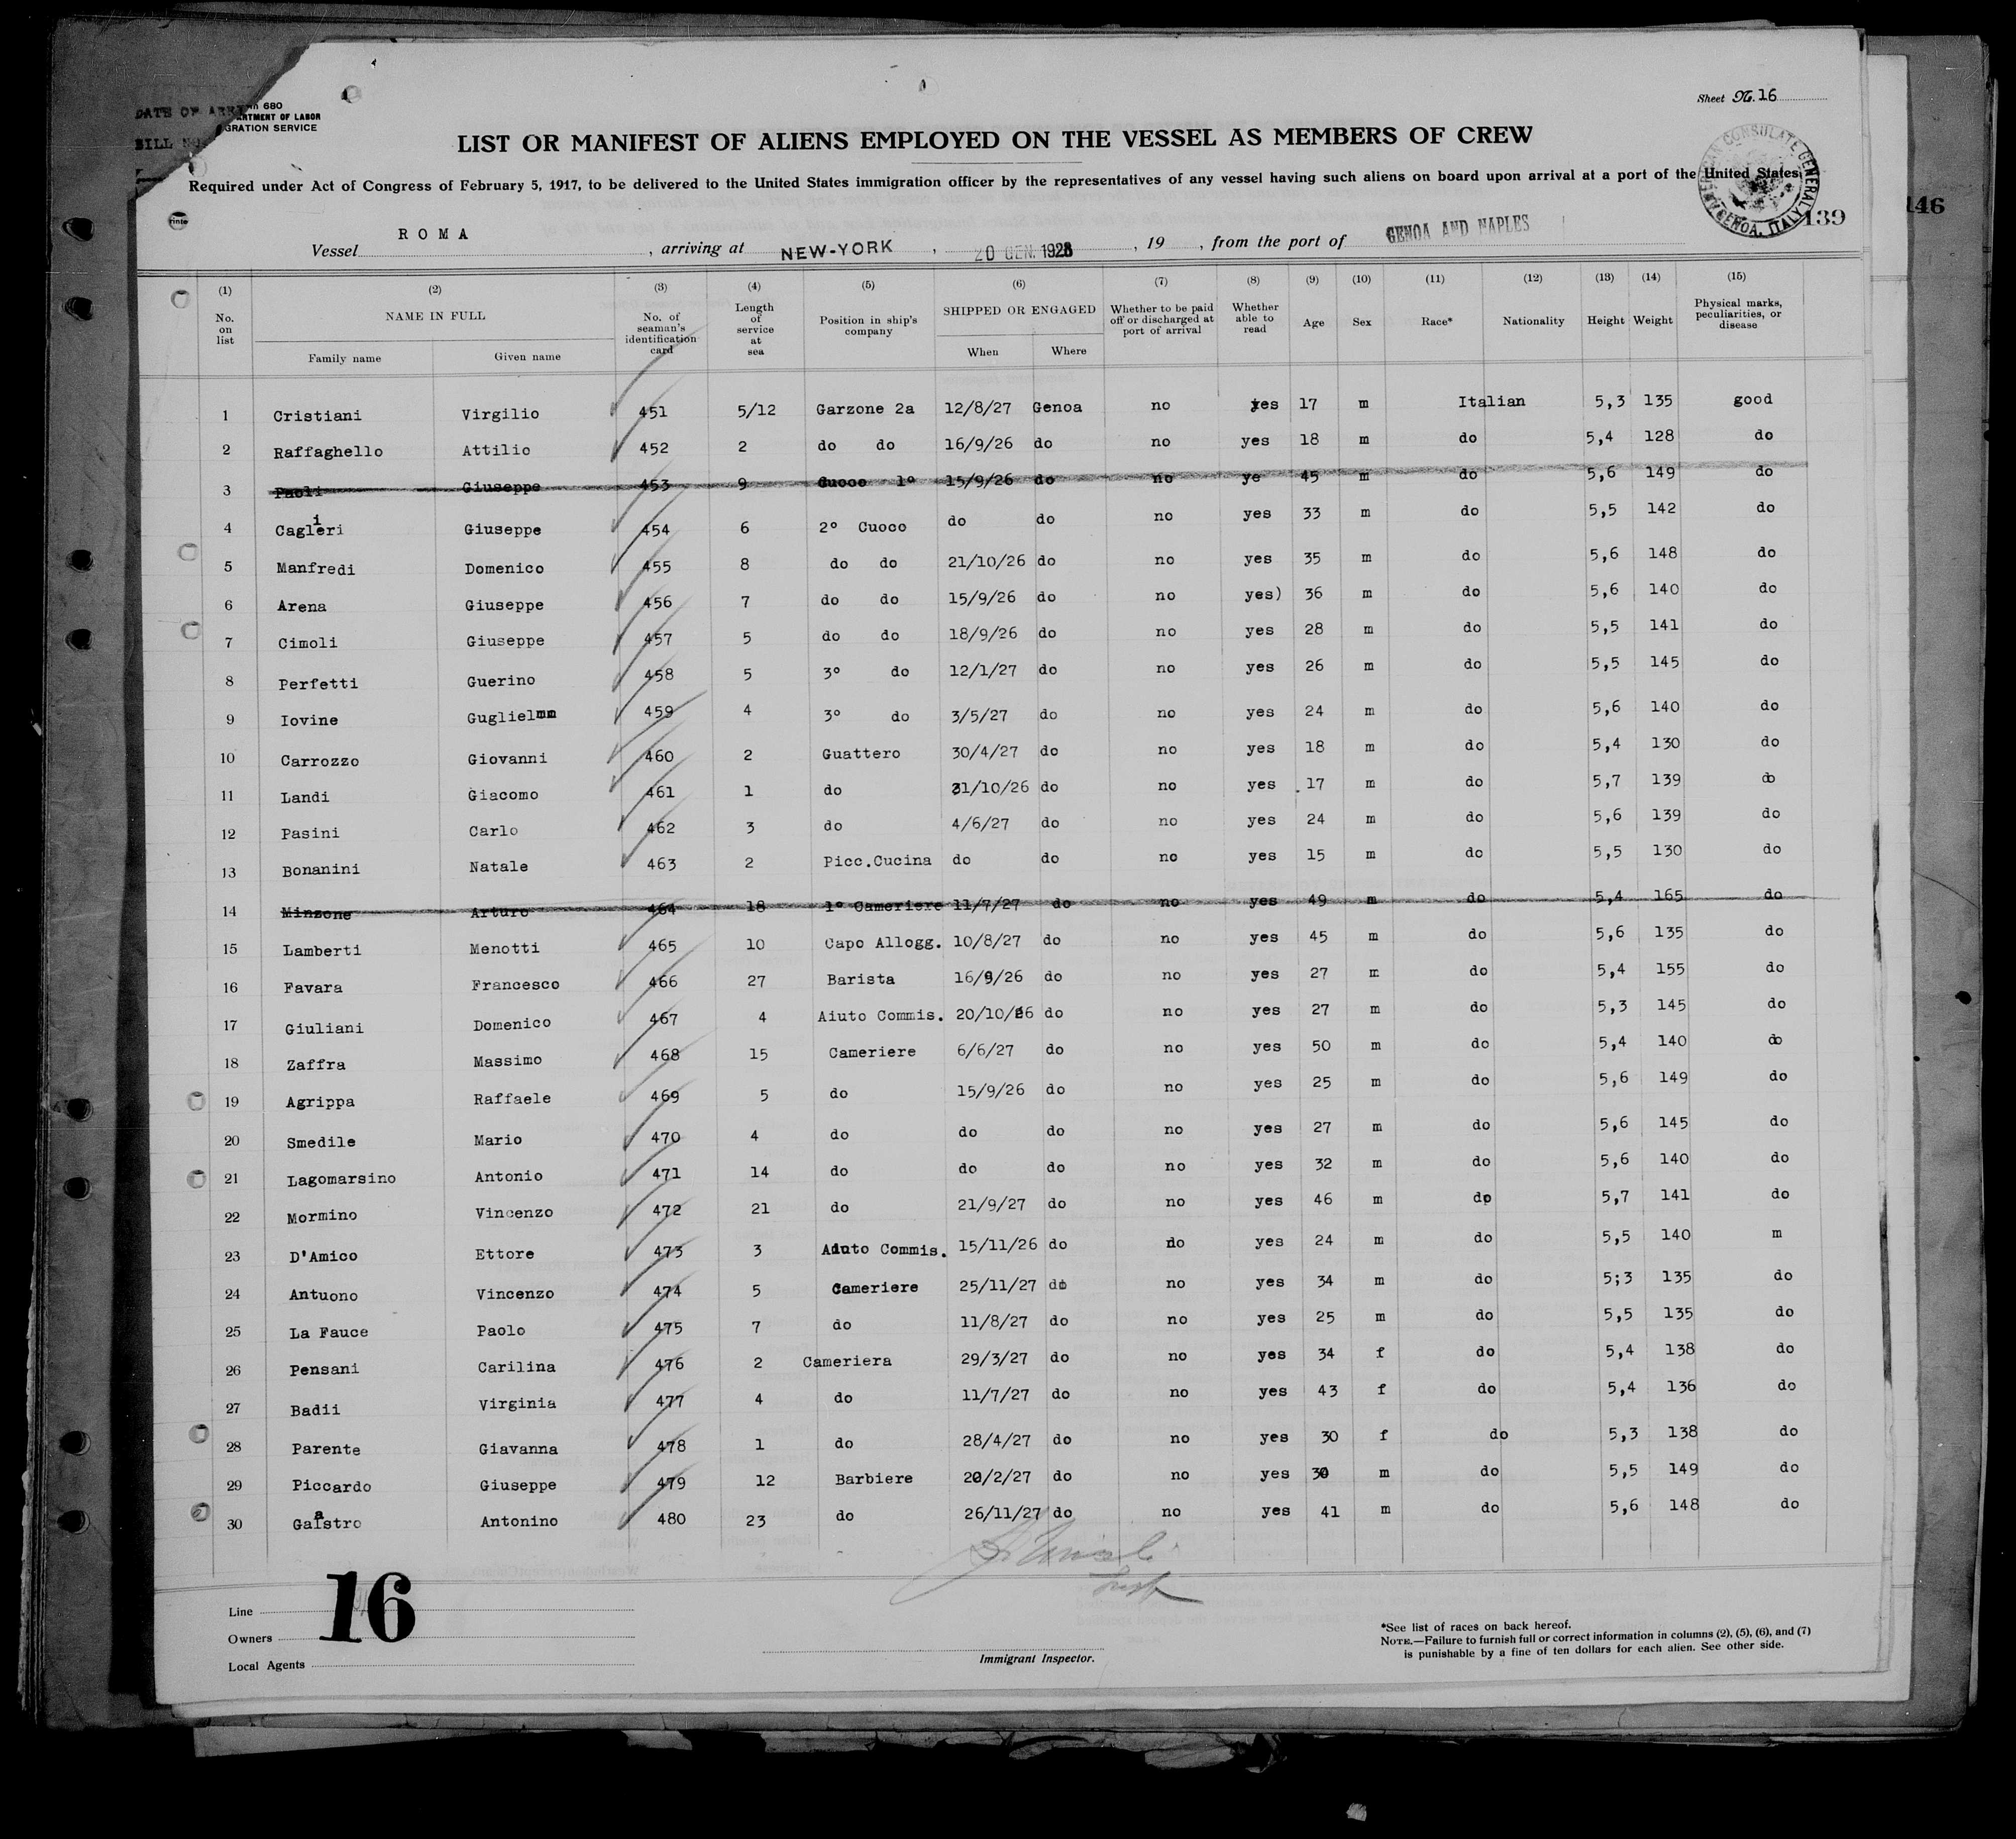 Sheet No. 16
DATE OF ARRI
680
RTMENT OF LABOR
GRATION SERVICE
BILL NO.
LIST OR MANIFEST OF ALIENS EMPLOYED ON THE VESSEL AS MEMBERS OF CREW
Required under Act of Congress of February 5, 1917, to be delivered to the United States immigration officer by the representatives of any vessel having such aliens on board upon arrival at a port of the United States
AMERICAN CONSULATE GENERAL GENOA, ITALY
139
146
Vessel ROMA, arriving at NEW-YORK, 20 GEN. 1928, 19 , from the port of GENOA AND NAPLES
(1) (2) (3) (4) (5) (6) (7) (8) (9) (10) (11) (12) (13) (14) (15)
No. on list NAME IN FULL No. of seaman's identification card Length of service at sea Position in ship's company SHIPPED OR ENGAGED Whether to be paid off or discharged at port of arrival Whether able to read Age Sex Race* Nationality Height Weight Physical marks, peculiarities, or disease
Family name Given name When Where
1 Cristiani Virgilio 451 5/12 Garzone 2a 12/8/27 Genoa no yes 17 m Italian 5,3 135 good
2 Raffaghello Attilio 452 2 do do 16/9/26 do no yes 18 m do 5,4 128 do
3 Paoli Giuseppe 453 9 Cuoco 1º 15/9/26 do no ye 45 m do 5,6 149 do
4 Caglieri Giuseppe 454 6 2º Cuoco do do no yes 33 m do 5,5 142 do
5 Manfredi Domenico 455 8 do do 21/10/26 do no yes 35 m do 5,6 148 do
6 Arena Giuseppe 456 7 do do 15/9/26 do no yes) 36 m do 5,6 140 do
7 Cimoli Giuseppe 457 5 do do 18/9/26 do no yes 28 m do 5,5 141 do
8 Perfetti Guerino 458 5 3º do 12/1/27 do no yes 26 m do 5,5 145 do
9 Iovine 459 4 3º do 3/5/27 do no yes 24 m do 5,6 140 do
10 Carrozzo Giovanni 460 2 Guattero 30/4/27 do no yes 18 m do 5,4 130 do
11 Landi Giacomo 461 1 do 31/10/26 do no yes 17 m do 5,7 139 do
12 Pasini Carlo 462 3 do 4/6/27 do no yes 24 m do 5,6 139 do
13 Bonanini Natale 463 2 Picc.Cucina do do no yes 15 m do 5,5 130 do
14 Minzone Arturo 464 18 1º Cameriere 11/7/27 do no yes 49 m do 5,4 165 do
15 Lamberti Menotti 465 10 Capo Allogg. 10/8/27 do no yes 45 m do 5,6 135 do
16 Favara Francesco 466 27 Barista 16/9/26 do no yes 27 m do 5,4 155 do
17 Giuliani Domenico 467 4 Aiuto Commis. 20/10/26 do no yes 27 m do 5,3 145 do
18 Zaffra Massimo 468 15 Cameriere 6/6/27 do no yes 50 m do 5,4 140 do
19 Agrippa Raffaele 469 5 do 15/9/26 do no yes 25 m do 5,6 149 do
20 Smedile Mario 470 4 do do do no yes 27 m do 5,6 145 do
21 Lagomarsino Antonio 471 14 do do do no yes 32 m do 5,6 140 do
22 Mormino Vincenzo 472 21 do 21/9/27 do no yes 46 m do 5,7 141 do
23 D'Amico Ettore 473 3 Aiuto Commis. 15/11/26 do no yes 24 m do 5,5 140 m
24 Antuono Vincenzo 474 5 Cameriere 25/11/27 do no yes 34 m do 5;3 135 do
25 La Fauce Paolo 475 7 do 11/8/27 do no yes 25 m do 5,5 135 do
26 Pensani Carilina 476 2 Cameriera 29/3/27 do no yes 34 f do 5,4 138 do
27 Badii Virginia 477 4 do 11/7/27 do no yes 43 f do 5,4 136 do
28 Parente Giavanna 478 1 do 28/4/27 do no yes 30 f do 5,3 138 do
29 Piccardo Giuseppe 479 12 Barbiere 20/2/27 do no yes 30 m do 5,5 149 do
30 Antonino 480 23 do 26/11/27 do no yes 41 m do 5,6 148 do
16
Line
Owners
Local Agents
Immigrant Inspector.
*See list of races on back hereof.
NOTE.—Failure to furnish full or correct information in columns (2), (5), (6), and (7)
is punishable by a fine of ten dollars for each alien. See other side.